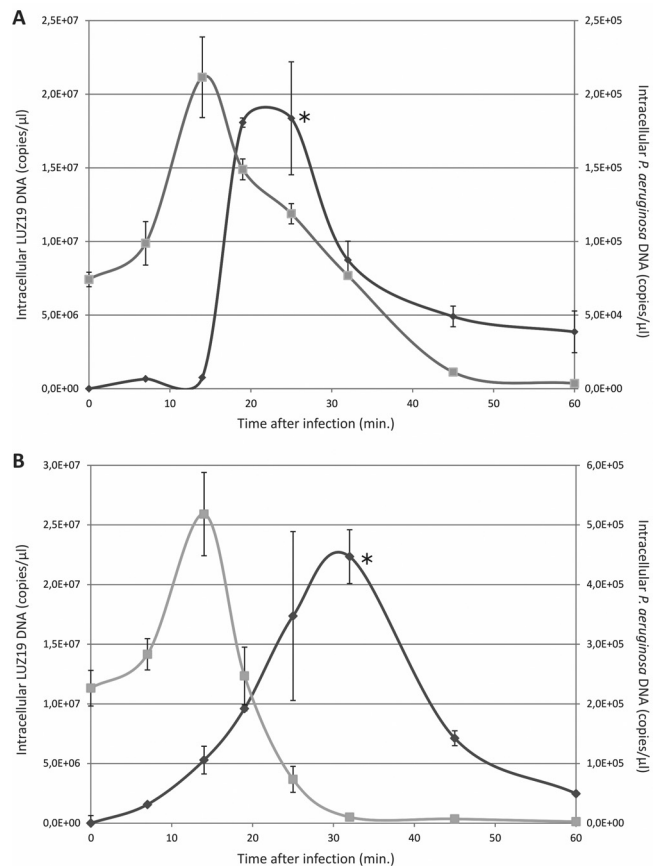 A
2,5E+07
2,0E+07
1,5E+07
1,0E+07
5,0E+06
0,0E+00
Intracellular LUZ19 DNA (copies/μl)
2,5E+05
2,0E+05
1,5E+05
1,0E+05
5,0E+04
0,0E+00
Intracellular P. aeruginosa DNA (copies/μl)
*
0 10 20 30 40 50 60
Time after infection (min.)
B
3,0E+07
2,5E+07
2,0E+07
1,5E+07
1,0E+07
5,0E+06
0,0E+00
Intracellular LUZ19 DNA (copies/μl)
6,0E+05
5,0E+05
4,0E+05
3,0E+05
2,0E+05
1,0E+05
0,0E+00
Intracellular P. aeruginosa DNA (copies/μl)
*
0 10 20 30 40 50 60
Time after infection (min.)